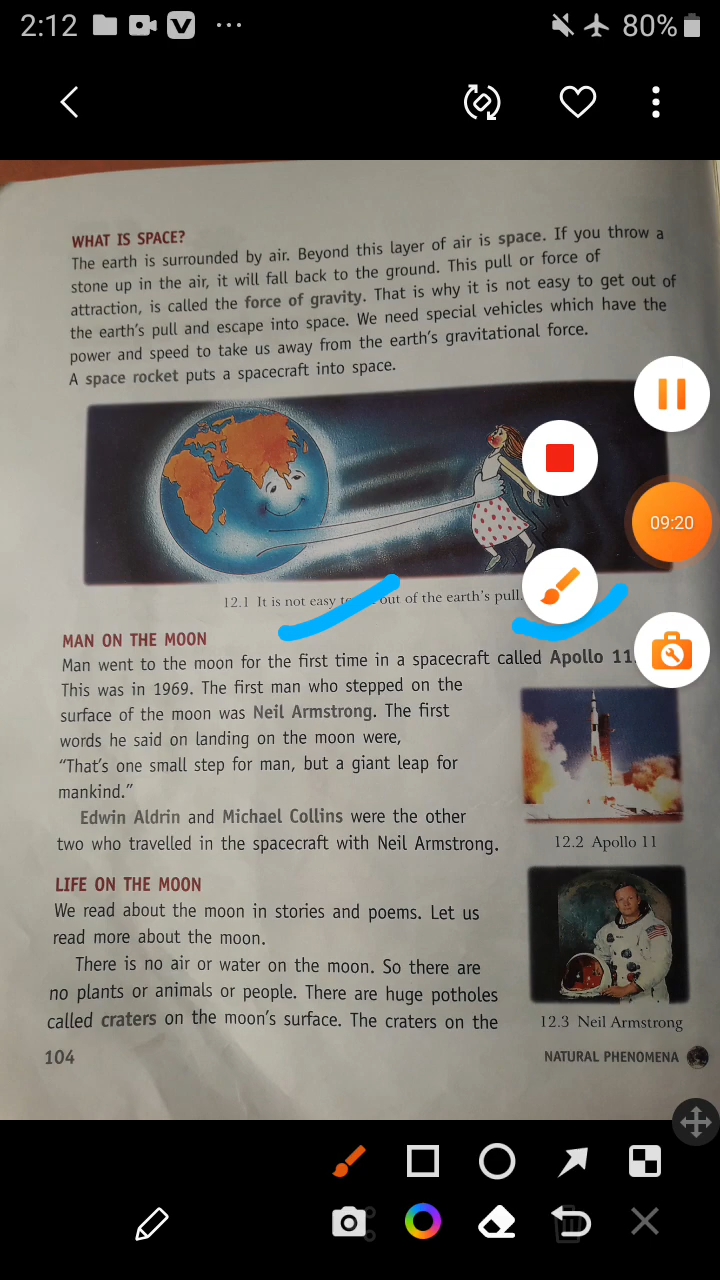 2:12
80%
WHAT IS SPACE?
The earth is surrounded by air. Beyond this layer of air is space. If you throw a
stone up in the air, it will fall back to the ground. This pull or force of
attraction, is called the force of gravity. That is why it is not easy to get out of
the earth's pull and escape into space. We need special vehicles which have the
power and speed to take us away from the earth's gravitational force.
A space rocket puts a spacecraft into space.
09:20
12.1 It is not easy out of the earth's pull.
MAN ON THE MOON
Man went to the moon for the first time in a spacecraft called Apollo 11.
This was in 1969. The first man who stepped on the
surface of the moon was Neil Armstrong. The first
words he said on landing on the moon were,
"That's one small step for man, but a giant leap for
mankind."
Edwin Aldrin and Michael Collins were the other
two who travelled in the spacecraft with Neil Armstrong.
12.2 Apollo 11
LIFE ON THE MOON
We read about the moon in stories and poems. Let us
read more about the moon.
There is no air or water on the moon. So there are
no plants or animals or people. There are huge potholes
called craters on the moon's surface. The craters on the
12.3 Neil Armstrong
104
NATURAL PHENOMENA